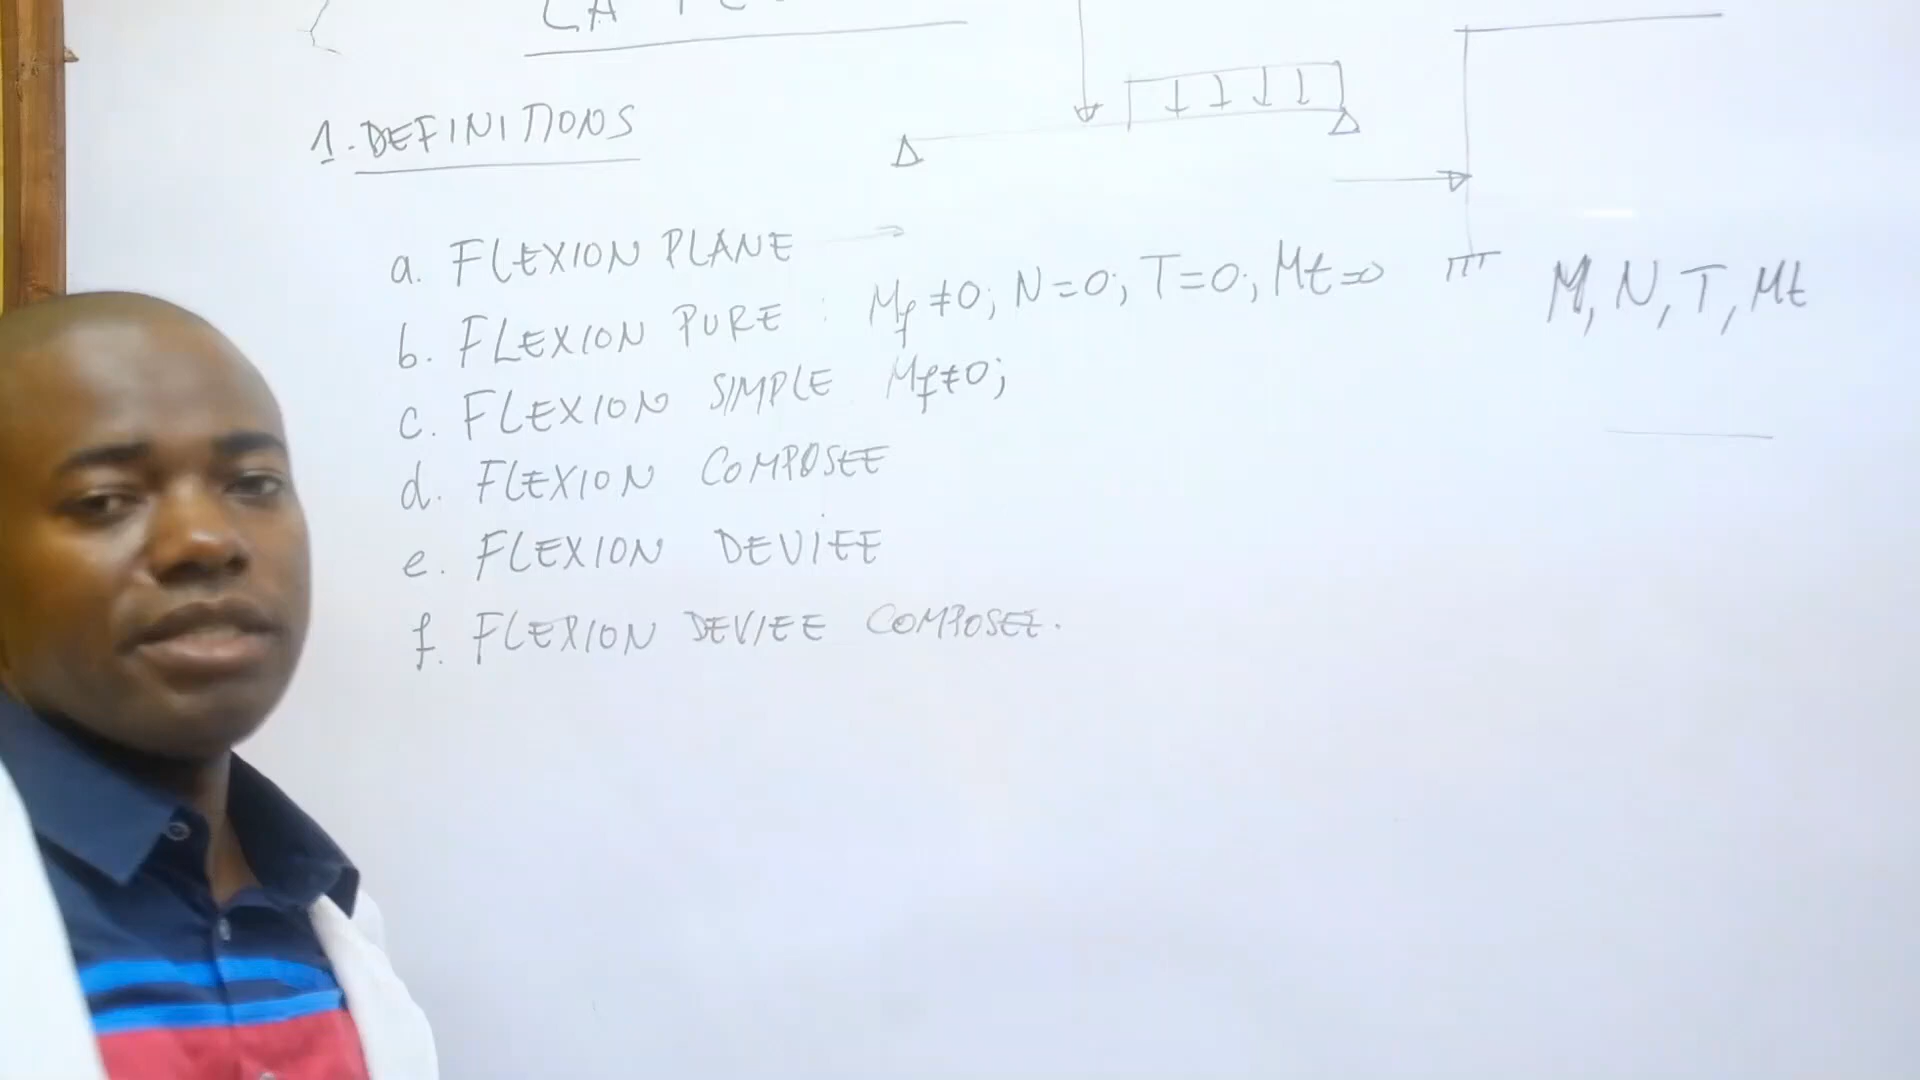 LA
1. DEFINITIONS
a. FLEXION PLANE →
b. FLEXION PURE : Mf ≠ 0; N = 0; T = 0; Mt = 0
M, N, T, Mt
c. FLEXION SIMPLE Mf ≠ 0;
d. FLEXION COMPOSEE
e. FLEXION DEVIEE
f. FLEXION DEVIEE COMPOSEE.